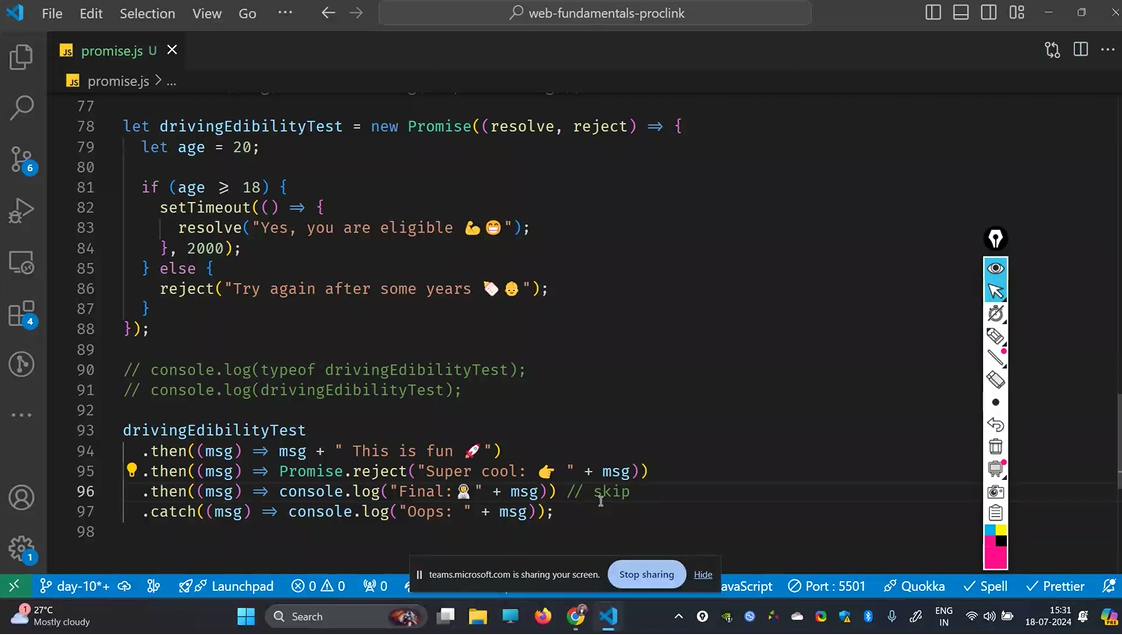 File Edit Selection View Go ··· web-fundamentals-proclink
JS promise.js U
JS promise.js > ...
77
78 let drivingEdibilityTest = new Promise((resolve, reject) => {
79 let age = 20;
80
81 if (age >= 18) {
82 setTimeout(() => {
83 resolve("Yes, you are eligible 💪😁");
84 }, 2000);
85 } else {
86 reject("Try again after some years 🍼👶");
87 }
88 });
89
90 // console.log(typeof drivingEdibilityTest);
91 // console.log(drivingEdibilityTest);
92
93 drivingEdibilityTest
94 .then((msg) => msg + " This is fun 🚀")
95 .then((msg) => Promise.reject("Super cool: 👉 " + msg))
96 .then((msg) => console.log("Final:👨‍🚀" + msg)) // skip
97 .catch((msg) => console.log("Oops: " + msg));
98
6
4
1
teams.microsoft.com is sharing your screen. Stop sharing Hide
day-10*+ Launchpad 0 0 0 JavaScript Port : 5501 Quokka Spell Prettier
1 27°C
Mostly cloudy
Search
ENG
IN
15:31
18-07-2024